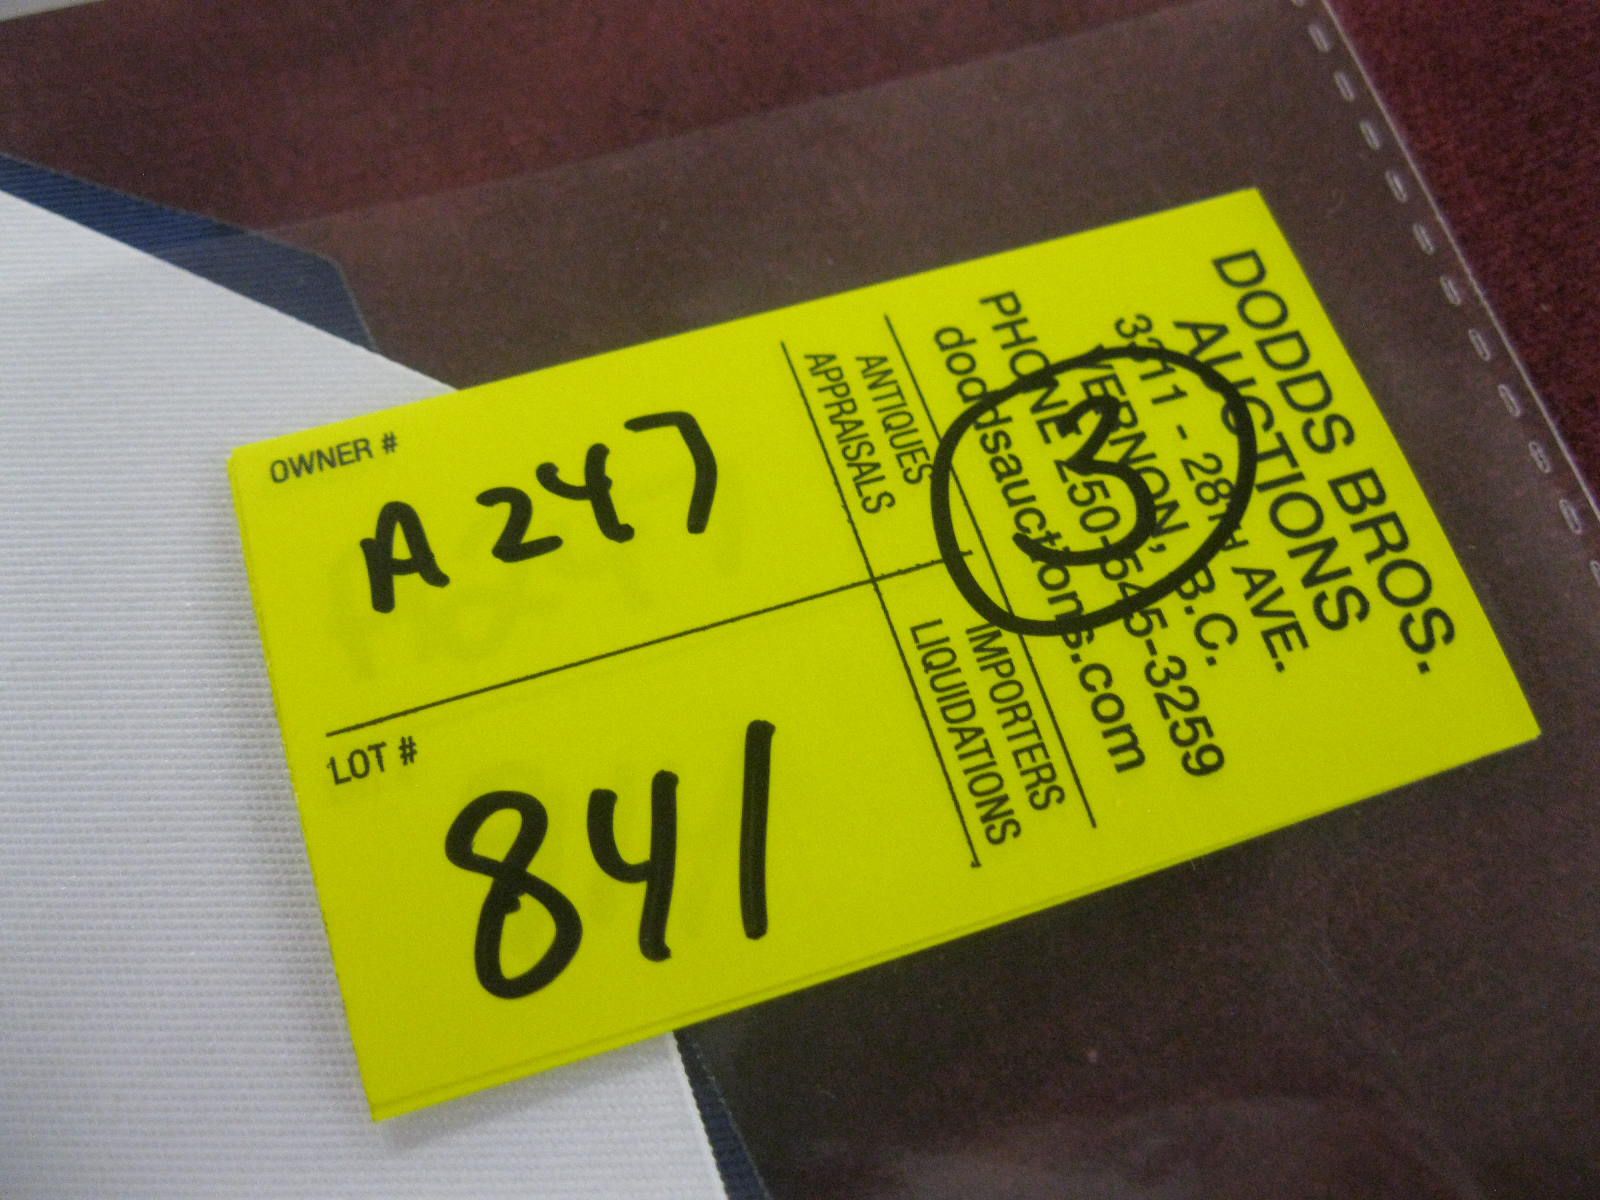 OWNER #
A 247
LOT #
841
DODDS BROS.
AUCTIONS
3311 - 28TH AVE.
VERNON, B.C.
PHONE 250-545-3259
doddsauctions.com
ANTIQUES
APPRAISALS
IMPORTERS
LIQUIDATIONS
3